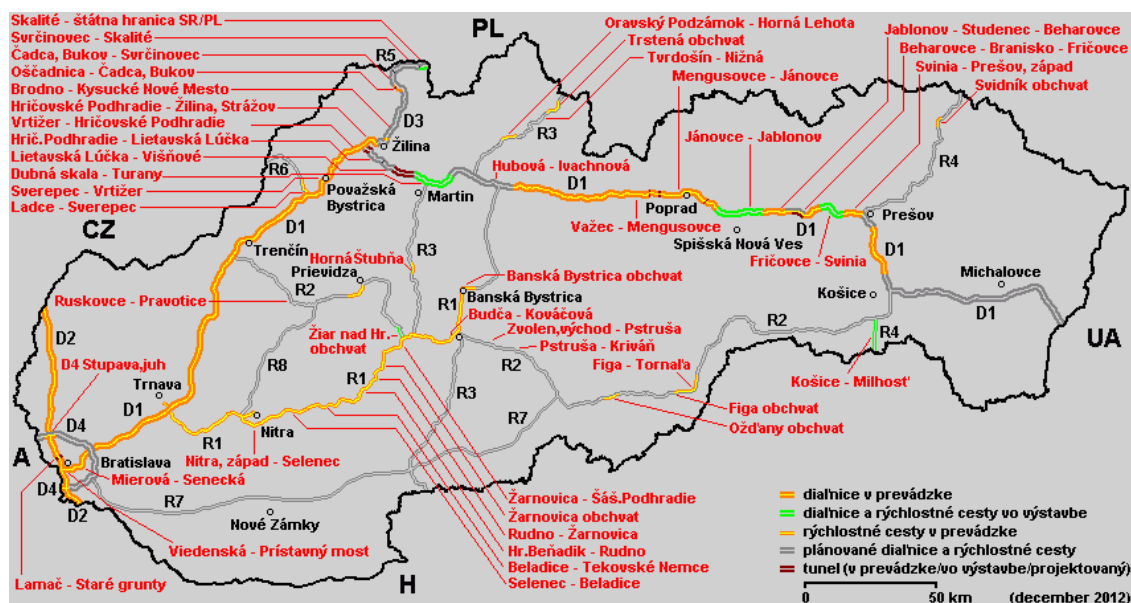 Skalité - štátna hranica SR/PL
Svrčinovec - Skalité
Čadca, Bukov - Svrčinovec
Oščadnica - Čadca, Bukov
Brodno - Kysucké Nové Mesto
Hričovské Podhradie - Žilina, Strážov
Vrtižer - Hričovské Podhradie
Hrič.Podhradie - Lietavská Lúčka
Lietavská Lúčka - Višňové
Dubná skala - Turany
Sverepec - Vrtižer
Ladce - Sverepec
PL
Oravský Podzámok - Horná Lehota
Trstená obchvat
Tvrdošín - Nižná
Mengusovce - Jánovce
Jablonov - Studenec - Beharovce
Beharovce - Branisko - Fričovce
Svinia - Prešov, západ
Svidník obchvat
Jánovce - Jablonov
R5
D3
R3
R4
Žilina
Hubová - Ivachnová
D1
R6
Považská
Bystrica
Martin
Poprad
Važec - Mengusovce
D1
Prešov
CZ
D1
Spišská Nová Ves
Fričovce - Svinia
D1
Trenčín
R3
Horná Štubňa
Prievidza
Banská Bystrica obchvat
Michalovce
Ruskovce - Pravotice
R2
R1
Banská Bystrica
Košice
D1
Budča - Kováčová
Zvolen,východ - Pstruša
Pstruša - Kriváň
Žiar nad Hr.
obchvat
R2
R4
UA
D2
D4 Stupava,juh
R8
R2
Figa - Tornaľa
Košice - Milhosť
Trnava
D1
R1
R3
Figa obchvat
Ožďany obchvat
R7
D4
R1
Nitra
A
Bratislava
Nitra, západ - Selenec
Mierová - Senecká
D4
D2
R7
Nové Zámky
Viedenská - Prístavný most
Lamač - Staré grunty
H
Žarnovica - Šáš.Podhradie
Žarnovica obchvat
Rudno - Žarnovica
Hr.Beňadik - Rudno
Beladice - Tekovské Nemce
Selenec - Beladice
diaľnice v prevádzke
diaľnice a rýchlostné cesty vo výstavbe
rýchlostné cesty v prevádzke
plánované diaľnice a rýchlostné cesty
tunel (v prevádzke/vo výstavbe/projektovaný)
0 50 km (december 2012)